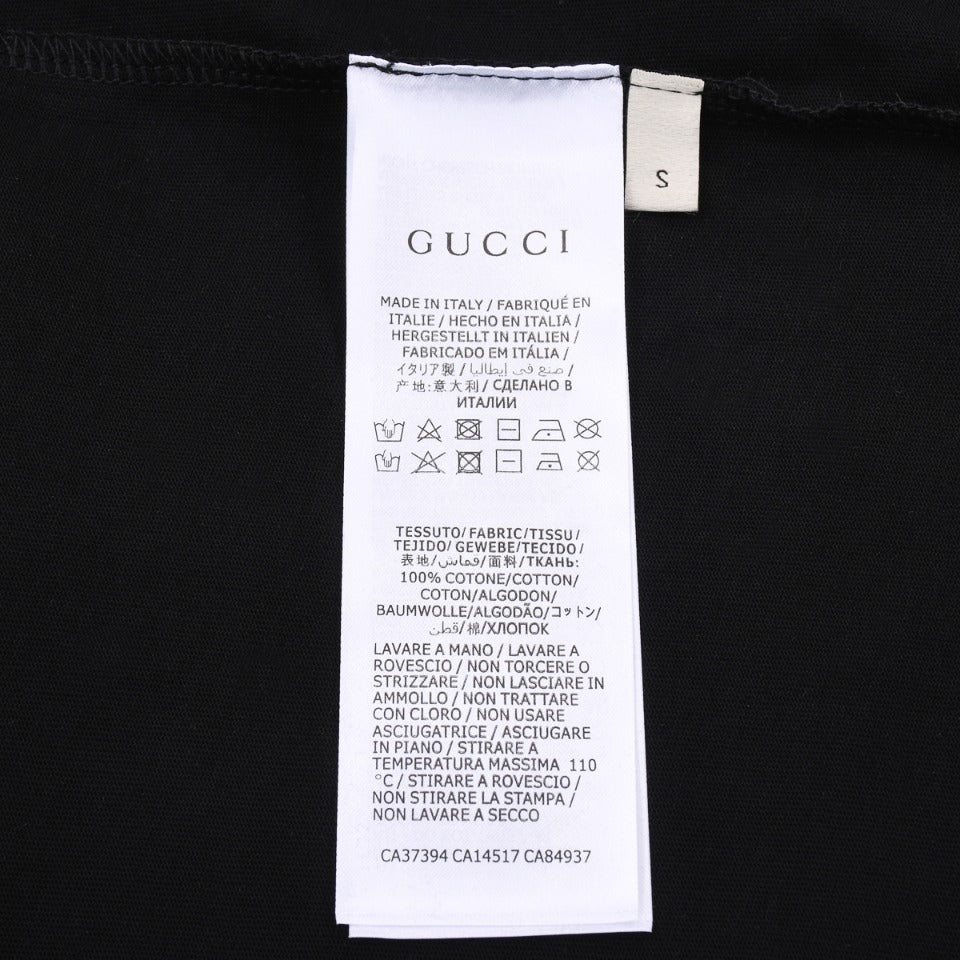 GUCCI
MADE IN ITALY / FABRIQUÉ EN
ITALIE / HECHO EN ITALIA /
HERGESTELLT IN ITALIEN /
FABRICADO EM ITÁLIA /
イタリア製 / صنع في إيطاليا /
产地:意大利 / СДЕЛАНО В
ИТАЛИИ
TESSUTO/ FABRIC/TISSU/
TEJIDO/ GEWEBE/TECIDO/
表地/قماش/面料/ТКАНЬ:
100% COTONE/COTTON/
COTON/ALGODON/
BAUMWOLLE/ALGODÃO/コットン/
قطن/棉/ХЛОПОК
LAVARE A MANO / LAVARE A
ROVESCIO / NON TORCERE O
STRIZZARE / NON LASCIARE IN
AMMOLLO / NON TRATTARE
CON CLORO / NON USARE
ASCIUGATRICE / ASCIUGARE
IN PIANO / STIRARE A
TEMPERATURA MASSIMA 110
°C / STIRARE A ROVESCIO /
NON STIRARE LA STAMPA /
NON LAVARE A SECCO
CA37394 CA14517 CA84937
S